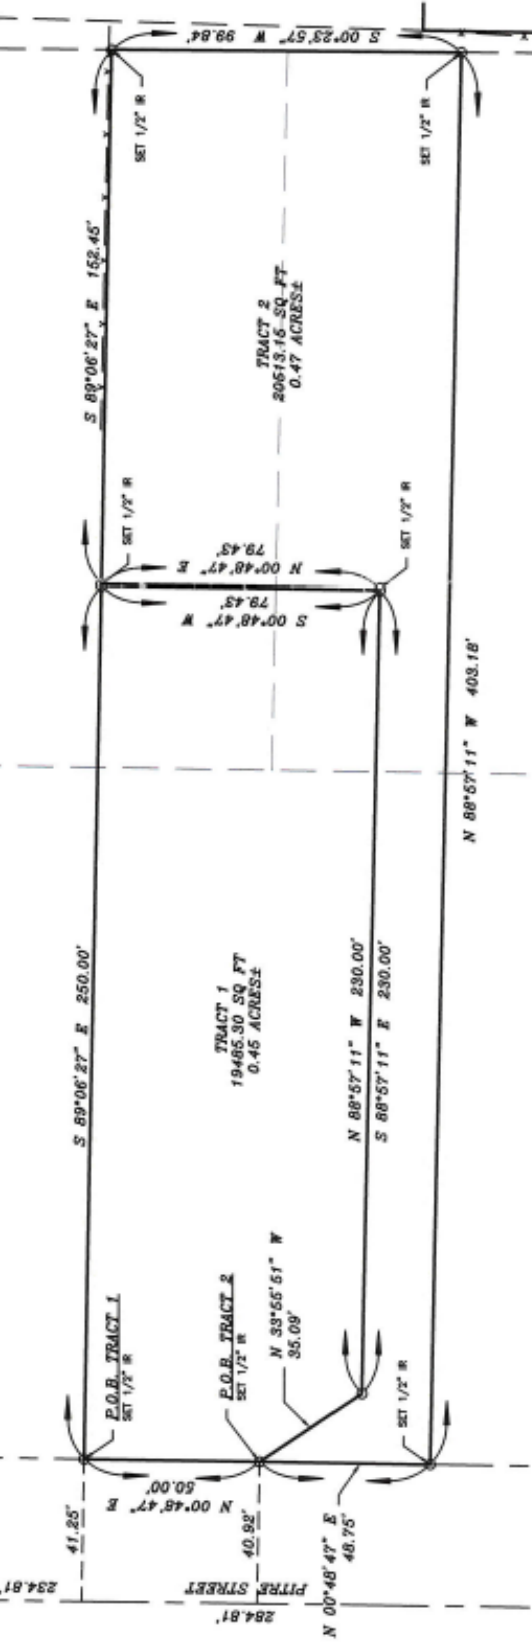 S 00°23'57" W 99.84'
SET 1/2" IR
SET 1/2" IR
S 89°06'27" E 152.45'
TRACT 2
20513.15 SQ FT
0.47 ACRES±
SET 1/2" IR
SET 1/2" IR
N 00°48'47" E
79.43'
79.43'
S 00°48'47" W
N 88°57'11" W 403.18'
S 89°06'27" E 250.00'
TRACT 1
19485.30 SQ FT
0.45 ACRES±
N 88°57'11" W 230.00'
S 88°57'11" E 230.00'
P.O.B. TRACT 1
SET 1/2" IR
P.O.B. TRACT 2
SET 1/2" IR
N 33°55'51" W
35.09'
SET 1/2" IR
50.00'
N 00°48'47" E
41.25'
40.92'
N 00°48'47" E
48.75'
234.81'
PITRE STREET
284.81'